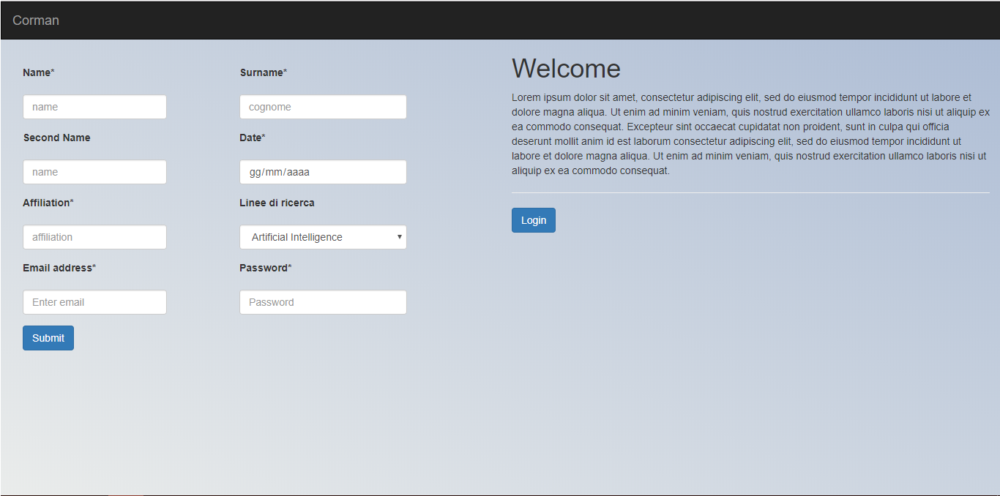 Corman
Name*
Surname*
name
cognome
Second Name
Date*
name
gg/mm/aaaa
Affiliation*
Linee di ricerca
affiliation
Artificial Intelligence
Email address*
Password*
Enter email
Password
Submit
Welcome
Lorem ipsum dolor sit amet, consectetur adipiscing elit, sed do eiusmod tempor incididunt ut labore et
dolore magna aliqua. Ut enim ad minim veniam, quis nostrud exercitation ullamco laboris nisi ut aliquip ex
ea commodo consequat. Excepteur sint occaecat cupidatat non proident, sunt in culpa qui officia
deserunt mollit anim id est laborum consectetur adipiscing elit, sed do eiusmod tempor incididunt ut
labore et dolore magna aliqua. Ut enim ad minim veniam, quis nostrud exercitation ullamco laboris nisi ut
aliquip ex ea commodo consequat.
Login